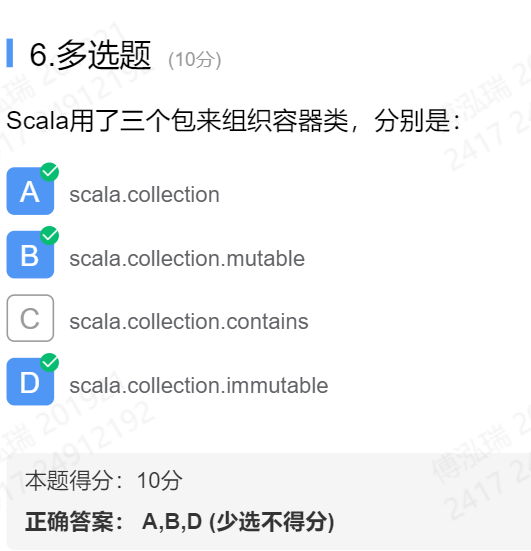 6.多选题 (10分)
Scala用了三个包来组织容器类，分别是：
A scala.collection
B scala.collection.mutable
C scala.collection.contains
D scala.collection.immutable
本题得分：10分
正确答案： A,B,D (少选不得分)